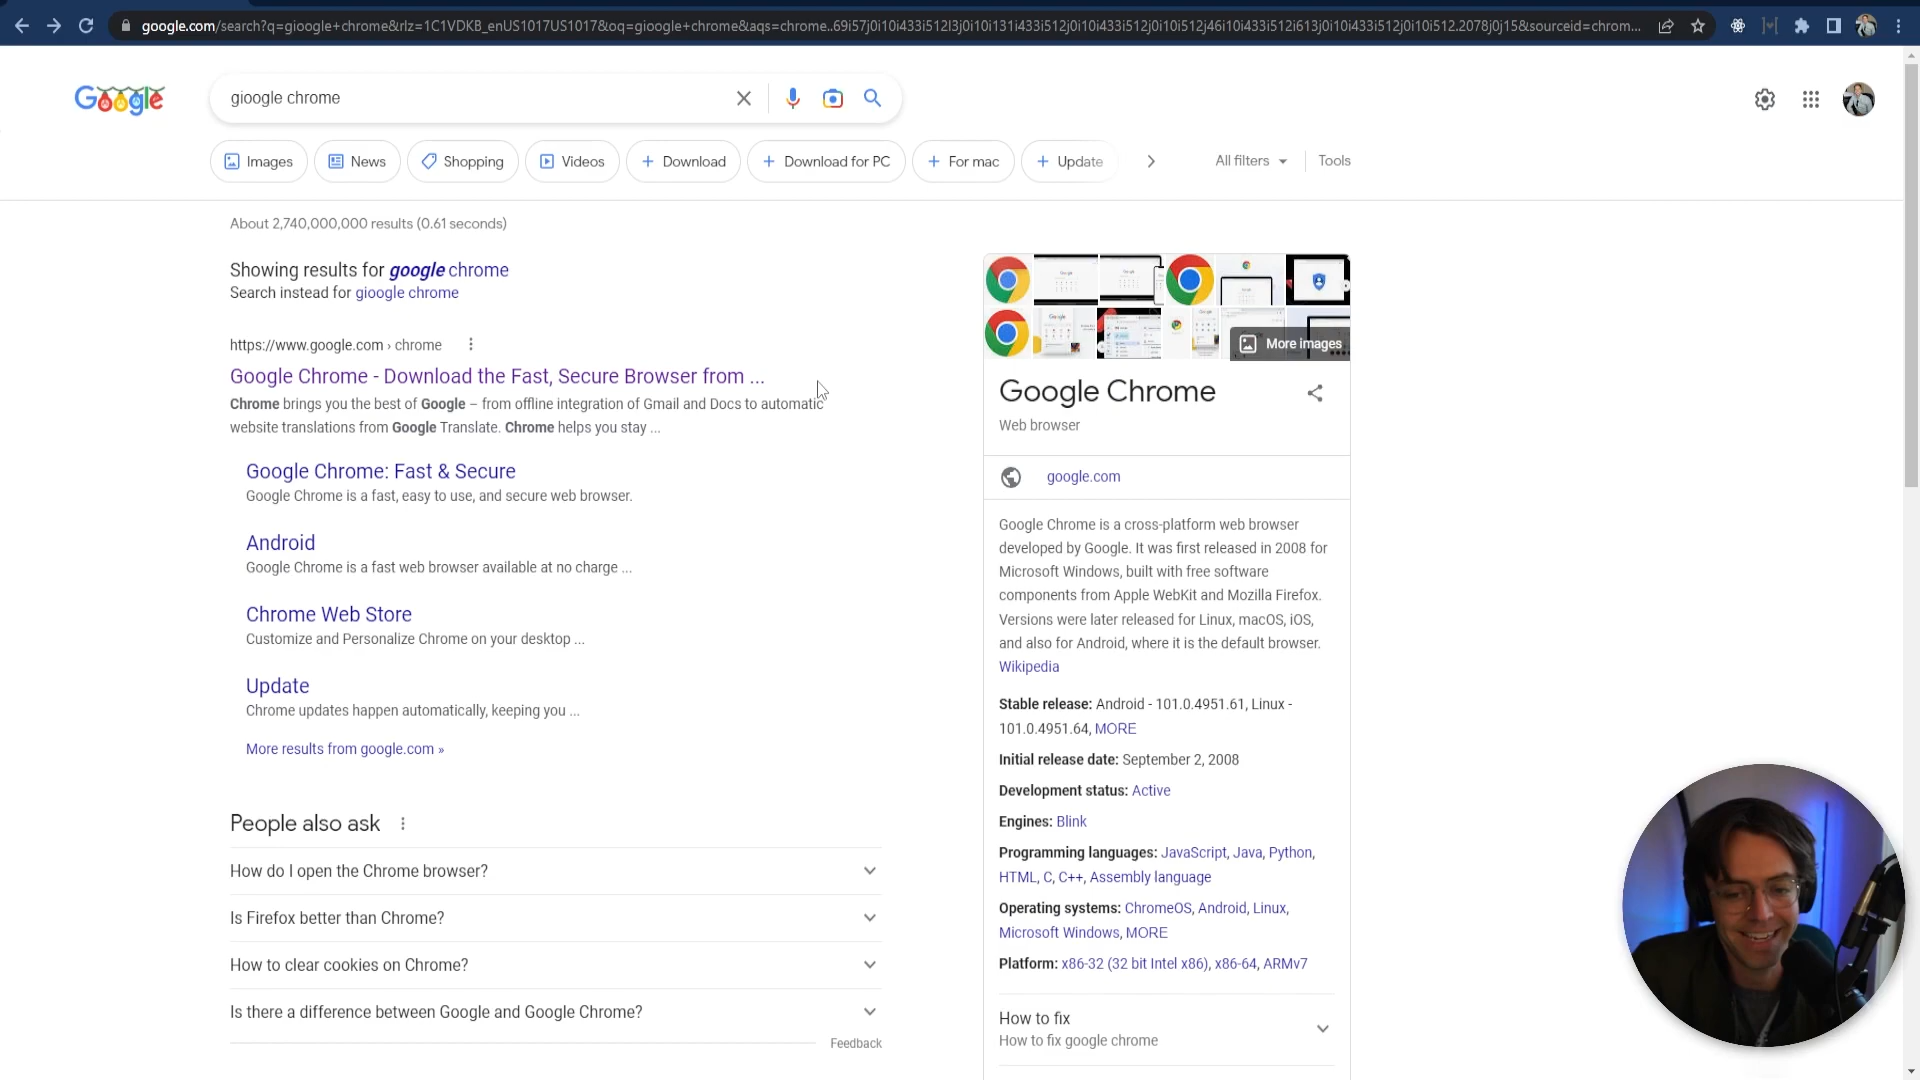 google.com/search?q=gioogle+chrome&rlz=1C1VDKB_enUS1017US1017&oq=gioogle+chrome&aqs=chrome..69i57j0i10i433i512l3j0i10i131i433i512j0i10i433i512j0i10i512j46i10i433i512i613j0i10i433i512j0i10i512.2078j0j15&sourceid=chrom...
Google
gioogle chrome
Images
News
Shopping
Videos
Download
Download for PC
For mac
Update
All filters
Tools
About 2,740,000,000 results (0.61 seconds)
Showing results for google chrome
Search instead for gioogle chrome
https://www.google.com › chrome
Google Chrome - Download the Fast, Secure Browser from ...
Chrome brings you the best of Google – from offline integration of Gmail and Docs to automatic
website translations from Google Translate. Chrome helps you stay ...
Google Chrome: Fast & Secure
Google Chrome is a fast, easy to use, and secure web browser.
Android
Google Chrome is a fast web browser available at no charge ...
Chrome Web Store
Customize and Personalize Chrome on your desktop ...
Update
Chrome updates happen automatically, keeping you ...
More results from google.com »
People also ask
How do I open the Chrome browser?
Is Firefox better than Chrome?
How to clear cookies on Chrome?
Is there a difference between Google and Google Chrome?
Feedback
More images
Google Chrome
Web browser
google.com
Google Chrome is a cross-platform web browser
developed by Google. It was first released in 2008 for
Microsoft Windows, built with free software
components from Apple WebKit and Mozilla Firefox.
Versions were later released for Linux, macOS, iOS,
and also for Android, where it is the default browser.
Wikipedia
Stable release: Android - 101.0.4951.61, Linux -
101.0.4951.64, MORE
Initial release date: September 2, 2008
Development status: Active
Engines: Blink
Programming languages: JavaScript, Java, Python,
HTML, C, C++, Assembly language
Operating systems: ChromeOS, Android, Linux,
Microsoft Windows, MORE
Platform: x86-32 (32 bit Intel x86), x86-64, ARMv7
How to fix
How to fix google chrome